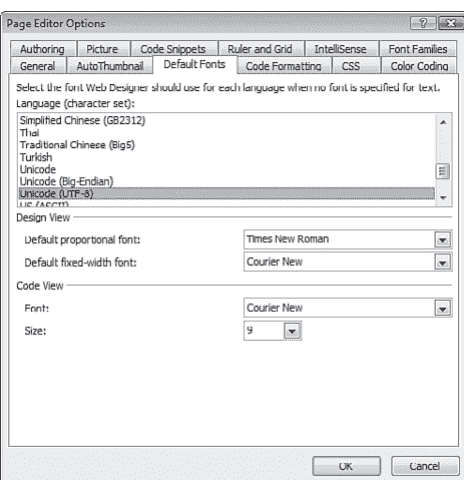 Page Editor Options
Authoring Picture Code Snippets Ruler and Grid IntelliSense Font Families
General AutoThumbnail Default Fonts Code Formatting CSS Color Coding
Select the font Web Designer should use for each language when no font is specified for text.
Language (character set):
Simplified Chinese (GB2312)
Thai
Traditional Chinese (Big5)
Turkish
Unicode
Unicode (Big-Endian)
Unicode (UTF-8)
US (ASCII)
Design View
Default proportional font: Times New Roman
Default fixed-width font: Courier New
Code View
Font: Courier New
Size: 9
OK Cancel